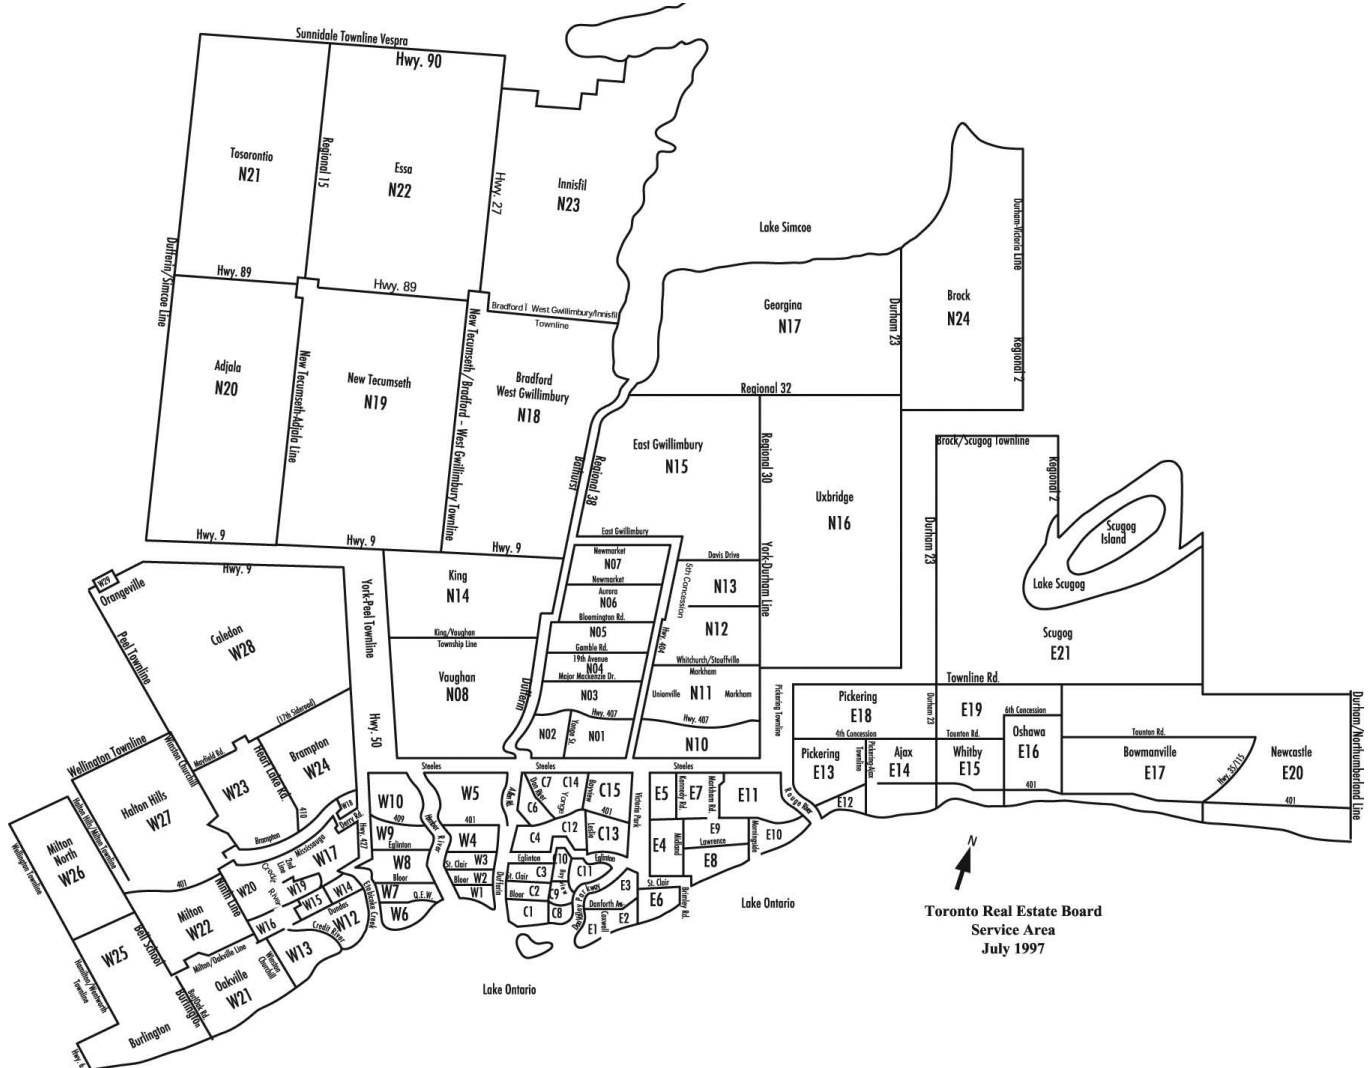 Sunnidale Townline Vespra
Hwy. 90
Tosorontio
N21
Regional 15
Essa
N22
Hwy. 27
Innisfil
N23
Lake Simcoe
Durham-Victoria Line
Dufferin/Simcoe Line
Hwy. 89
Hwy. 89
Bradford
West Gwillimbury/Innisfil
Townline
Georgina
N17
Durham 23
Brock
N24
Regional 2
Adjala
N20
New Tecumseth-Adjala Line
New Tecumseth
N19
New Tecumseth/Bradford – West Gwillimbury Townline
Bradford
West Gwillimbury
N18
Regional 32
Bathurst
Regional 38
East Gwillimbury
N15
Regional 30
Uxbridge
N16
Brock/Scugog Townline
Regional 2
Scugog
Island
Lake Scugog
Durham 23
Scugog
E21
Hwy. 9
Hwy. 9
Hwy. 9
Hwy. 9
East Gwillimbury
Newmarket
N07
Newmarket
Aurora
N06
Bloomington Rd.
N05
Gamble Rd.
19th Avenue
N04
Major Mackenzie Dr.
N03
Hwy. 407
N02
Yonge St.
N01
Davis Drive
5th Concession
N13
York-Durham Line
N12
Hwy. 404
Whitchurch/Stouffville
Markham
Unionville
N11
Markham
Hwy. 407
N10
King
N14
King/Vaughan
Township Line
Vaughan
N08
Dufferin
York-Peel Townline
Hwy. 50
W29
Orangeville
Peel Townline
Caledon
W28
(17th Sideroad)
Pickering Townline
Townline Rd.
Pickering
E18
Durham 23
E19
6th Concession
4th Concession
Taunton Rd.
Taunton Rd.
Pickering
E13
Pickering-Ajax
Townline
Ajax
E14
Whitby
E15
Oshawa
E16
Bowmanville
E17
Hwy. 35/115
Newcastle
E20
401
401
Durham/Northumberland Line
E12
Wellington Townline
Winston Churchill
Mayfield Rd.
Heart Lake Rd.
Brampton
W24
W23
410
Brampton
Halton Hills
W27
Halton Hills/Milton Townline
Wellington Townline
Milton
North
W26
401
Milton
W22
Ninth Line
W25
Bell School
Hamilton/Wentworth
Townline
Milton/Oakville Line
Oakville
W21
Winston
Churchill
Burl/Oak Rd.
Burlington
Burlington
Hwy. 6
W18
Derry Rd.
Hwy. 427
Mississauga
W17
2nd
Line
Credit River
W20
W19
W14
W15
Dundas
W16
Credit River
W12
W13
Etobicoke Creek
Steeles
Steeles
Steeles
W10
409
W9
Eglinton
W8
Bloor
W7
Q.E.W.
W6
Humber
River
W5
401
W4
St. Clair
W3
Bloor
W2
W1
Dufferin
Allen Rd.
C7
C14
Bayview
C15
Don River
Yonge
C6
401
C4
C12
Leslie
C13
Victoria Park
Eglinton
C10
Eglinton
C3
St. Clair
C11
Bayview
Bloor
C2
C9
C1
C8
Don Valley Parkway
E3
Danforth Av.
E2
Coxwell
E1
E5
Kennedy Rd.
E7
Markham Rd.
E11
Rouge River
E9
Morningside
E10
Lawrence
E4
Midland
E8
St. Clair
E6
Brimley Rd.
Lake Ontario
Lake Ontario
N
Toronto Real Estate Board
Service Area
July 1997